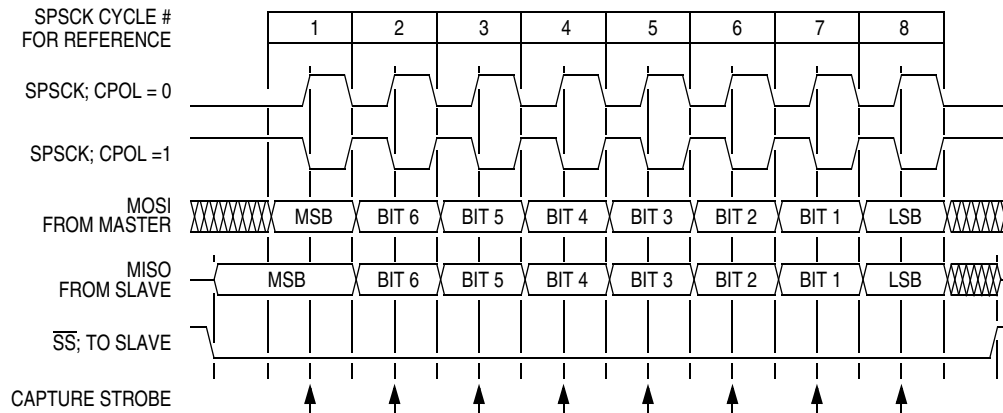 SPSCK CYCLE #
FOR REFERENCE
1 2 3 4 5 6 7 8
SPSCK; CPOL = 0
SPSCK; CPOL =1
MOSI
FROM MASTER
MSB BIT 6 BIT 5 BIT 4 BIT 3 BIT 2 BIT 1 LSB
MISO
FROM SLAVE
MSB BIT 6 BIT 5 BIT 4 BIT 3 BIT 2 BIT 1 LSB
SS; TO SLAVE
CAPTURE STROBE